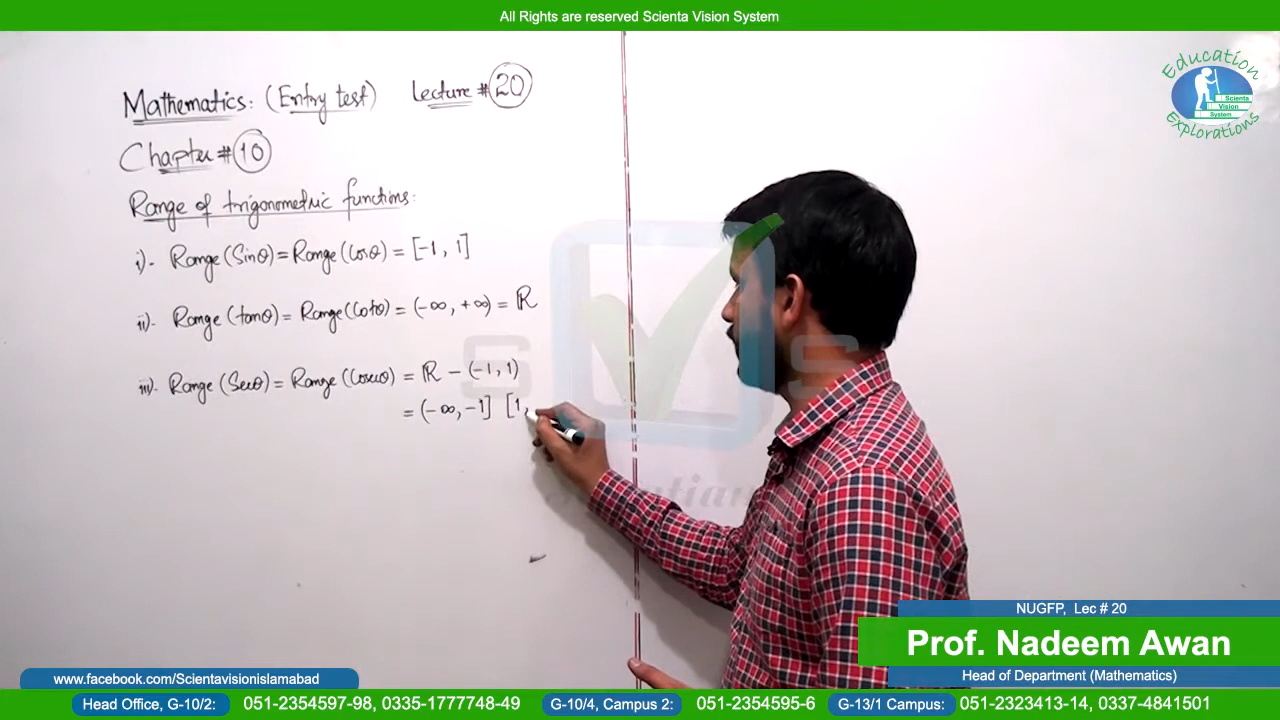 All Rights are reserved Scienta Vision System
Mathematics: (Entry test) Lecture # 20
Chapter # 10
Range of trigonometric functions:
i)- Range (Sinθ) = Range (Cosθ) = [-1, 1]
ii)- Range (tanθ) = Range (Cotθ) = (-∞, +∞) = ℝ
iii)- Range (Secθ) = Range (Cosecθ) = ℝ - (-1, 1)
= (-∞, -1] [1,
Education
Scienta
Vision
System
Explorations
S S
NUGFP, Lec # 20
Prof. Nadeem Awan
Head of Department (Mathematics)
www.facebook.com/Scientavisionislamabad
Head Office, G-10/2: 051-2354597-98, 0335-1777748-49 G-10/4, Campus 2: 051-2354595-6 G-13/1 Campus: 051-2323413-14, 0337-4841501